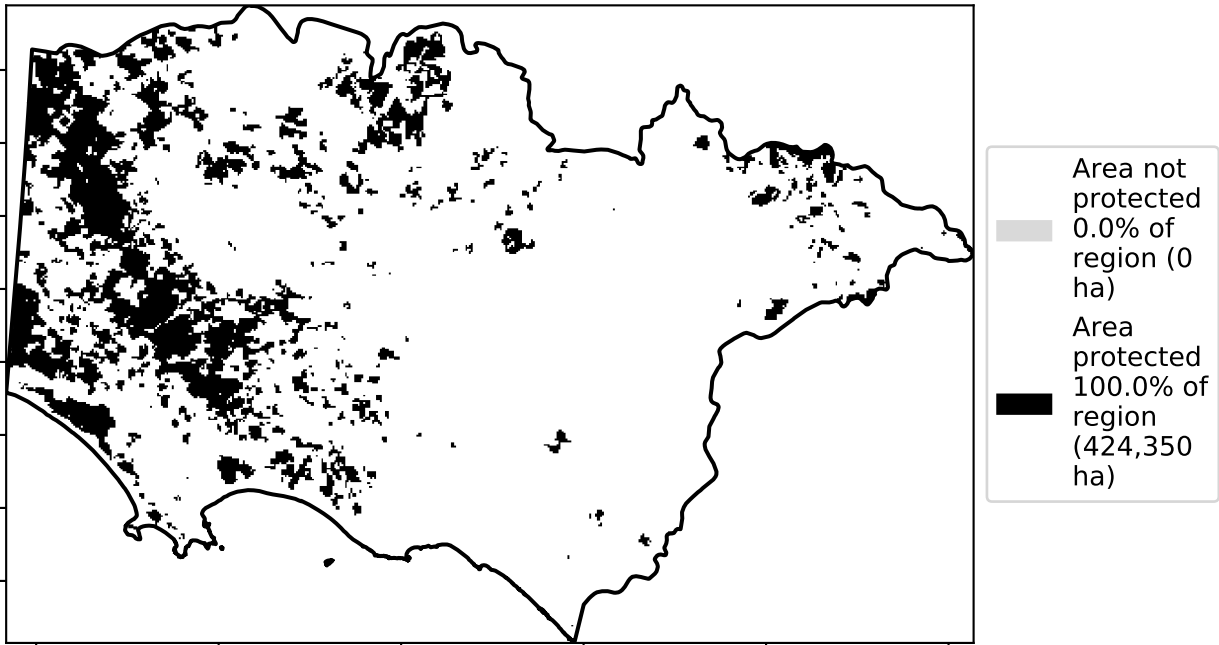 Area not
protected
0.0% of
region (0
ha)
Area
protected
100.0% of
region
(424,350
ha)